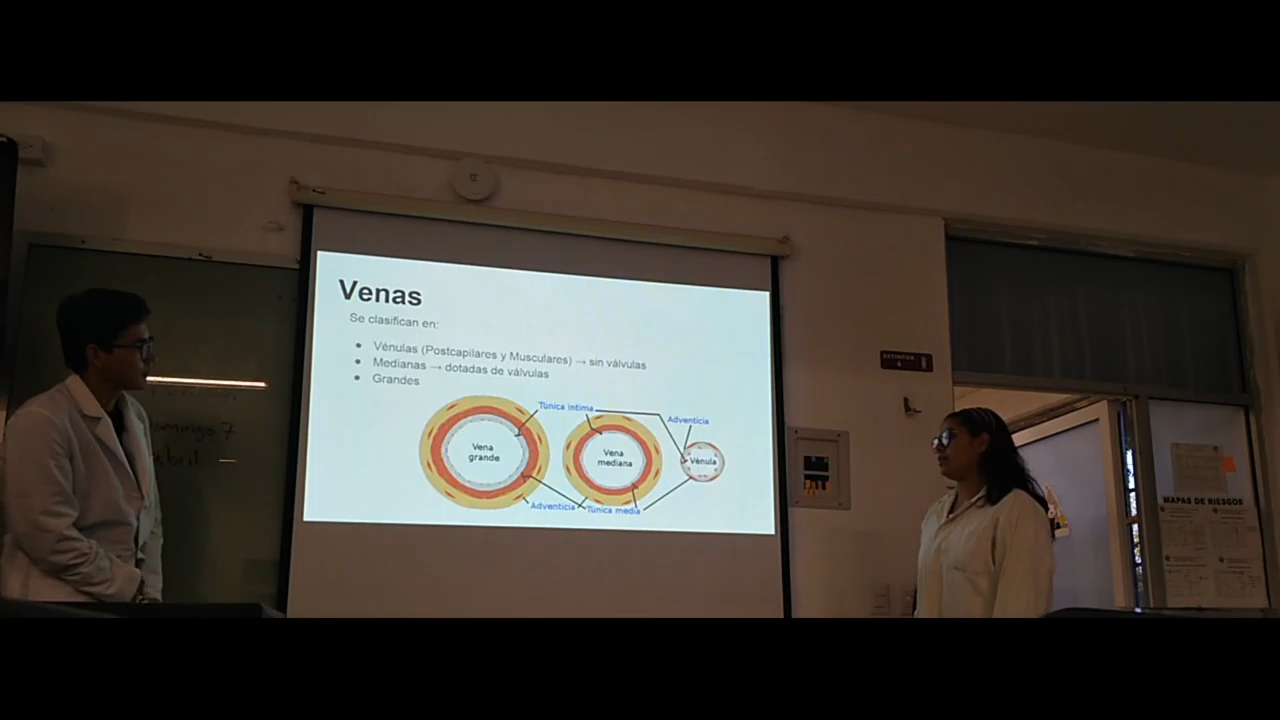 Venas
Se clasifican en:
Vénulas (Postcapilares y Musculares) → sin válvulas
Medianas → dotadas de válvulas
Grandes
Túnica íntima
Adventicia
Vena
grande
Vena
mediana
Vénula
Adventicia
Túnica media
EXTINTOR
MAPAS DE RIESGOS